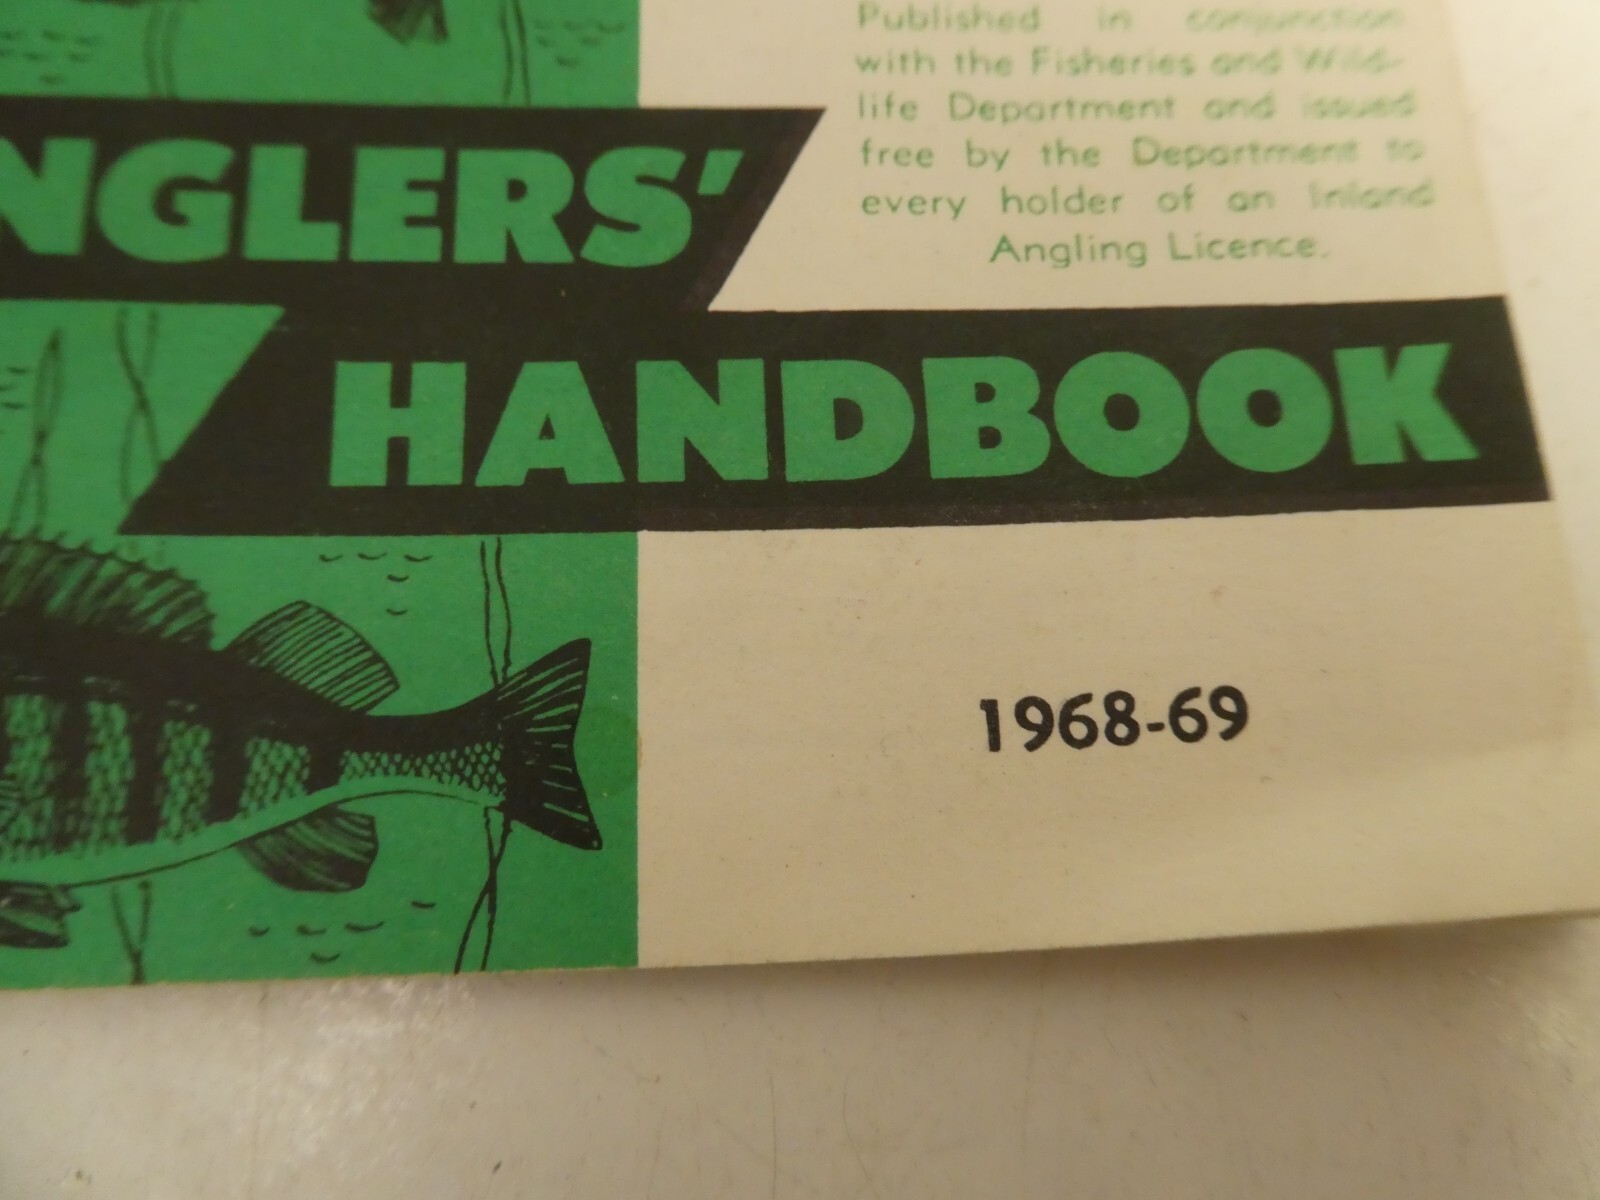 Published in conjunction
with the Fisheries and Wild-
life Department and issued
free by the Department to
every holder of an Inland
Angling Licence.
NGLERS'
HANDBOOK
1968-69